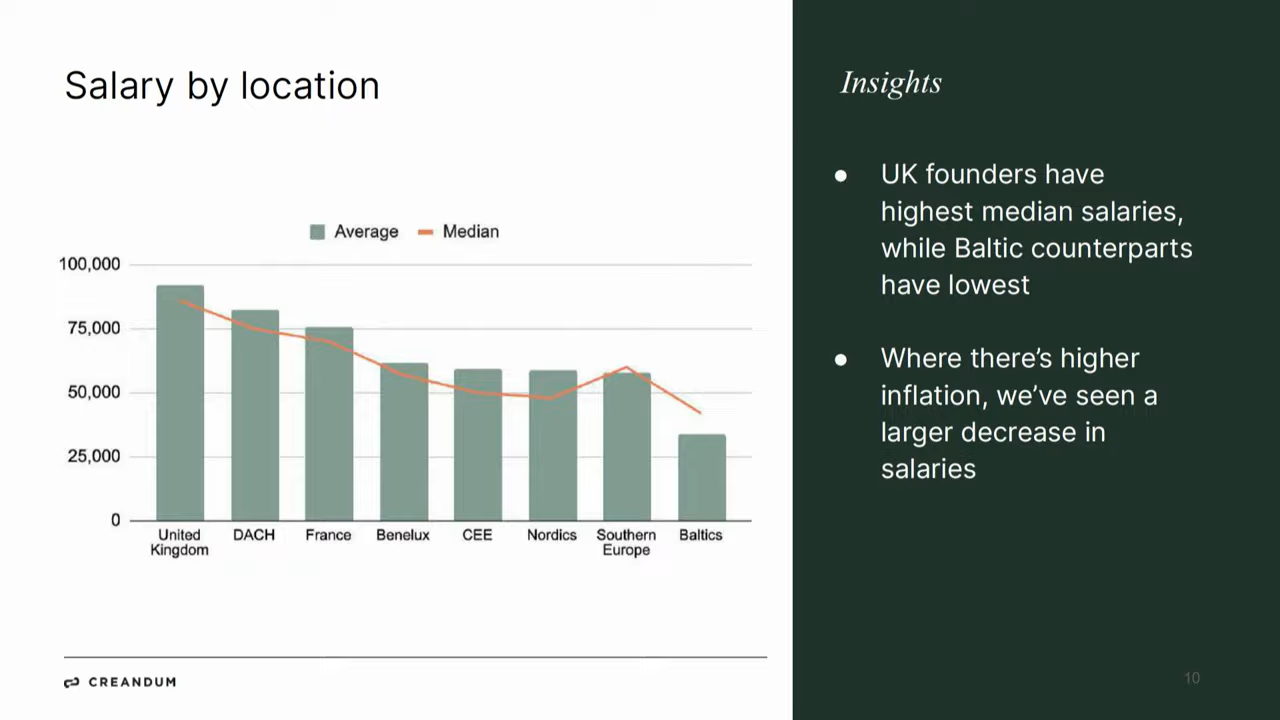 Salary by location
Average
Median
100,000
75,000
50,000
25,000
0
United
Kingdom
DACH
France
Benelux
CEE
Nordics
Southern
Europe
Baltics
CREANDUM
Insights
● UK founders have
highest median salaries,
while Baltic counterparts
have lowest
● Where there’s higher
inflation, we’ve seen a
larger decrease in
salaries
10